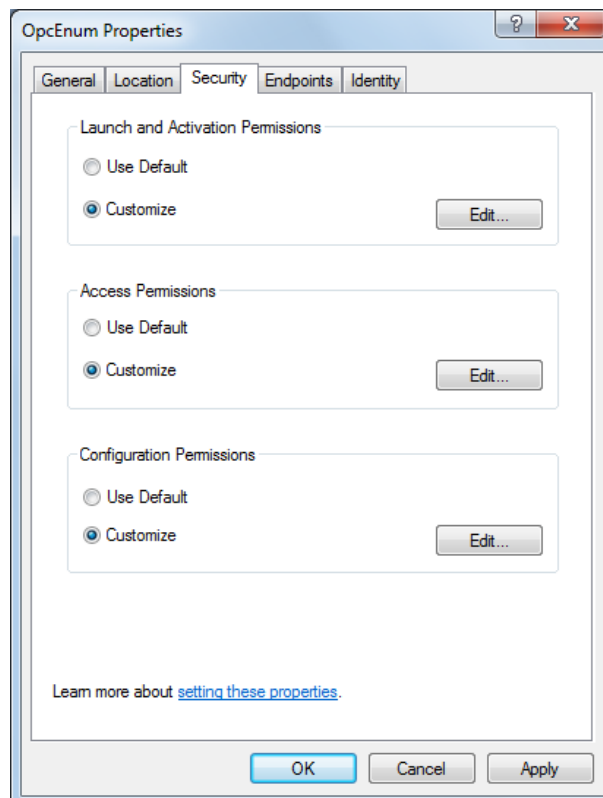 OpcEnum Properties
General Location Security Endpoints Identity
Launch and Activation Permissions
Use Default
Customize
Edit...
Access Permissions
Use Default
Customize
Edit...
Configuration Permissions
Use Default
Customize
Edit...
Learn more about setting these properties.
OK Cancel Apply